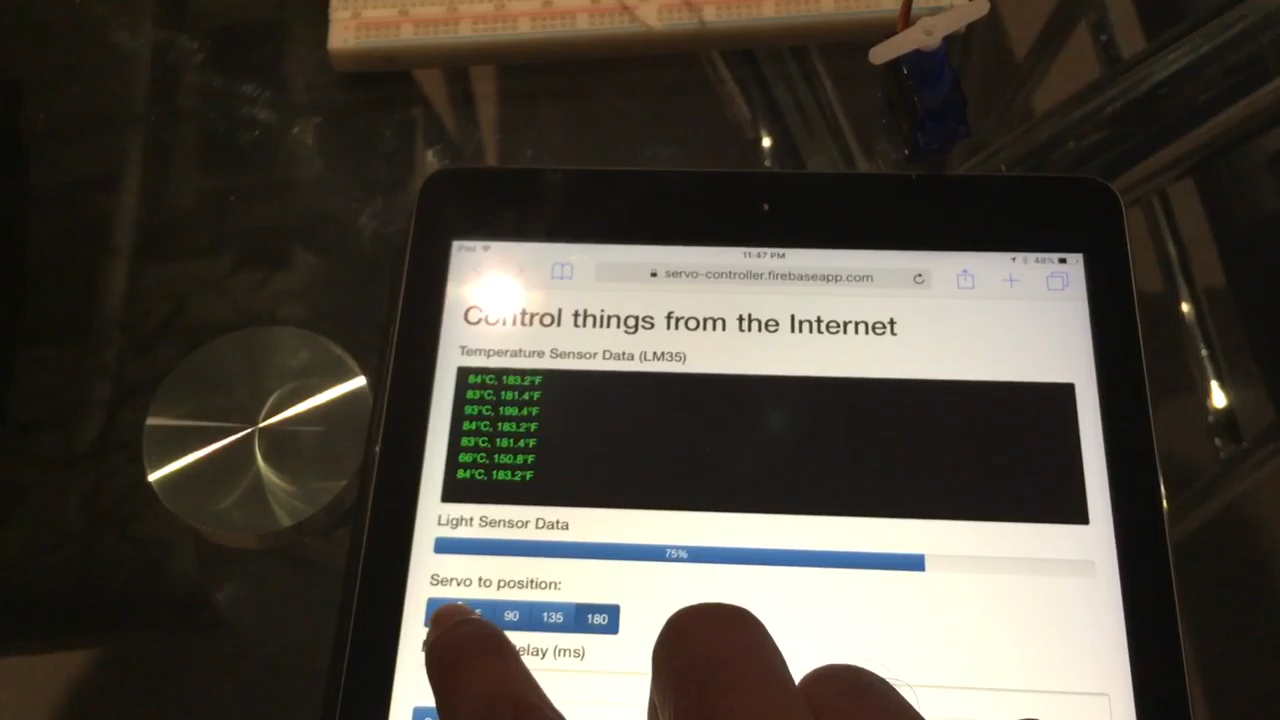 iPad 11:47 PM 48%
servo-controller.firebaseapp.com
Control things from the Internet
Temperature Sensor Data (LM35)
84°C, 183.2°F
83°C, 181.4°F
93°C, 199.4°F
84°C, 183.2°F
83°C, 181.4°F
66°C, 150.8°F
84°C, 183.2°F
Light Sensor Data
75%
Servo to position:
90 135 180
elay (ms)